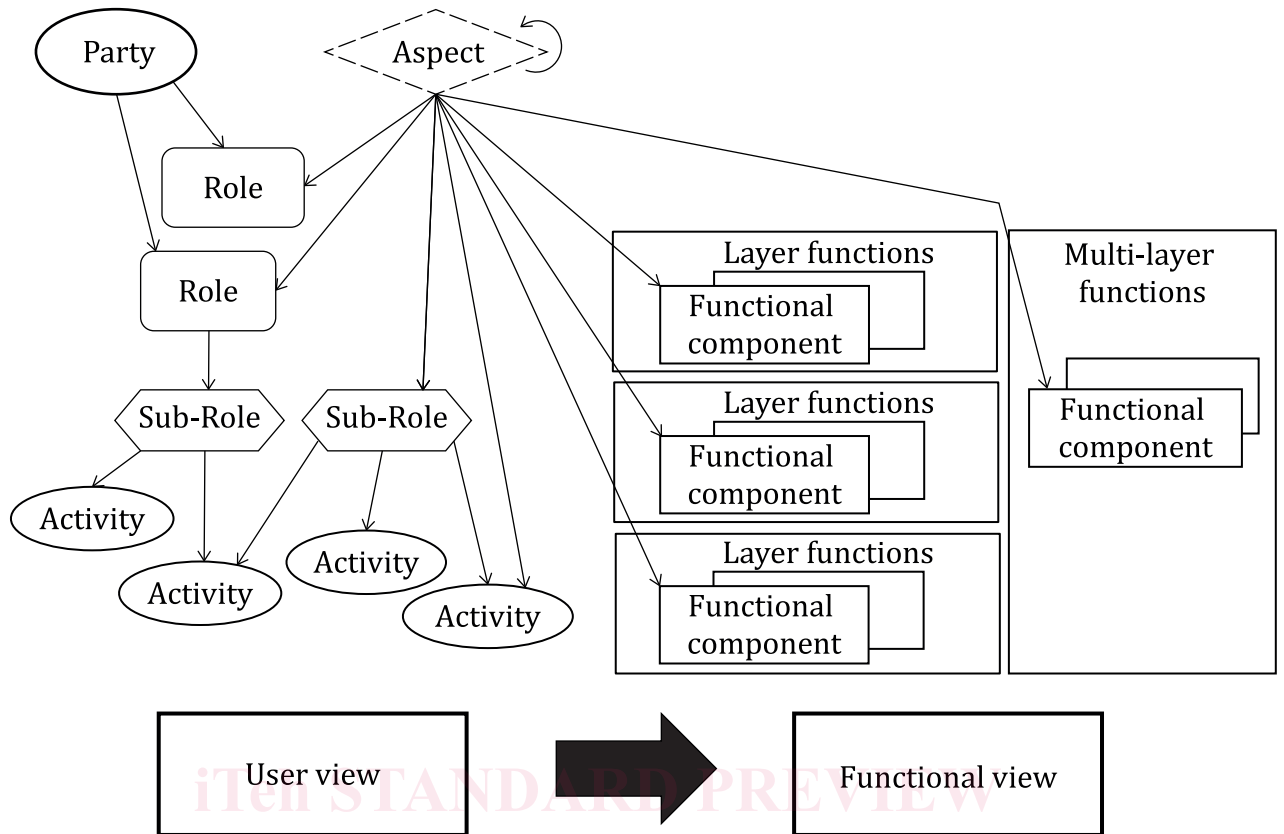 Party
Aspect
Role
Role
Layer functions
Functional
component
Multi-layer
functions
Sub-Role
Sub-Role
Layer functions
Functional
component
Functional
component
Activity
Activity
Activity
Activity
Layer functions
Functional
component
User view
Functional view
iTeh STANDARD PREVIEW